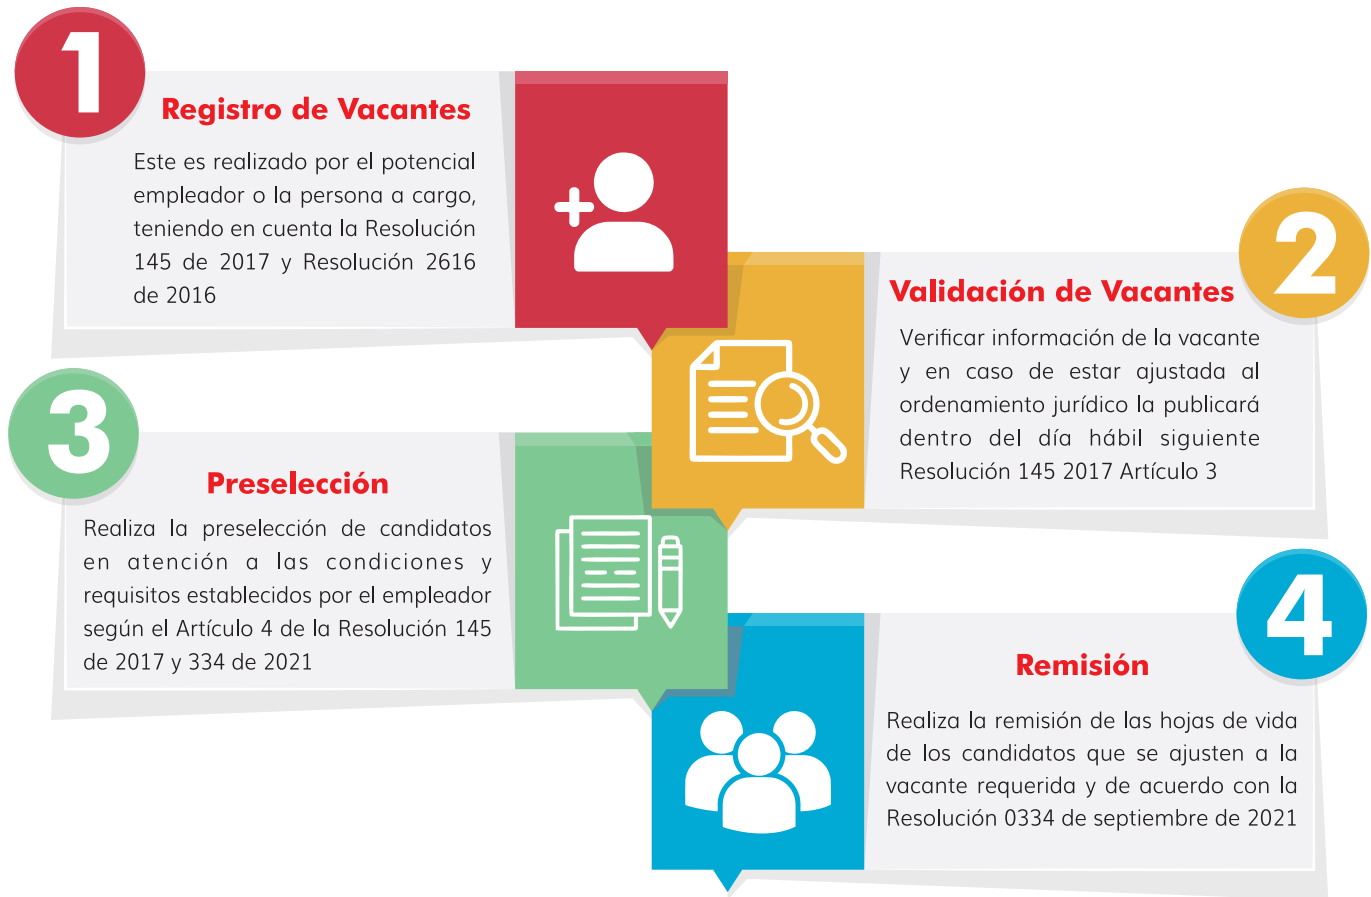 1
Registro de Vacantes
Este es realizado por el potencial
empleador o la persona a cargo,
teniendo en cuenta la Resolución
145 de 2017 y Resolución 2616
de 2016
2
Validación de Vacantes
Verificar información de la vacante
y en caso de estar ajustada al
ordenamiento jurídico la publicará
dentro del día hábil siguiente
Resolución 145 2017 Artículo 3
3
Preselección
Realiza la preselección de candidatos
en atención a las condiciones y
requisitos establecidos por el empleador
según el Artículo 4 de la Resolución 145
de 2017 y 334 de 2021
4
Remisión
Realiza la remisión de las hojas de vida
de los candidatos que se ajusten a la
vacante requerida y de acuerdo con la
Resolución 0334 de septiembre de 2021